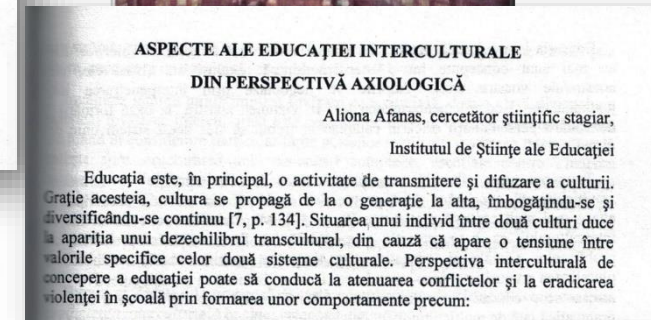 ASPECTE ALE EDUCAŢIEI INTERCULTURALE
DIN PERSPECTIVĂ AXIOLOGICĂ
Aliona Afanas, cercetător ştiinţific stagiar,
Institutul de Ştiinţe ale Educaţiei
Educaţia este, în principal, o activitate de transmitere şi difuzare a culturii.
Graţie acesteia, cultura se propagă de la o generaţie la alta, îmbogăţindu-se şi
diversificându-se continuu [7, p. 134]. Situarea unui individ între două culturi duce
la apariţia unui dezechilibru transcultural, din cauză că apare o tensiune între
valorile specifice celor două sisteme culturale. Perspectiva interculturală de
concepere a educaţiei poate să conducă la atenuarea conflictelor şi la eradicarea
violenţei în şcoală prin formarea unor comportamente precum: